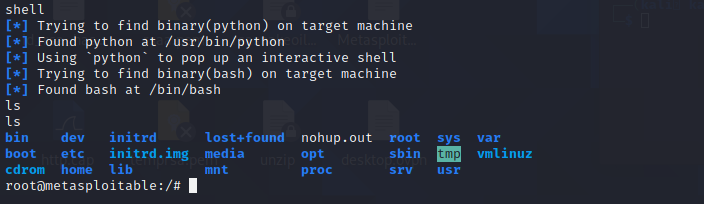 shell
[*] Trying to find binary(python) on target machine
[*] Found python at /usr/bin/python
[*] Using `python` to pop up an interactive shell
[*] Trying to find binary(bash) on target machine
[*] Found bash at /bin/bash
ls
ls
bin    dev   initrd      lost+found  nohup.out  root  sys  var
boot   etc   initrd.img  media       opt        sbin  tmp  vmlinuz
cdrom  home  lib         mnt         proc       srv   usr
root@metasploitable:/#